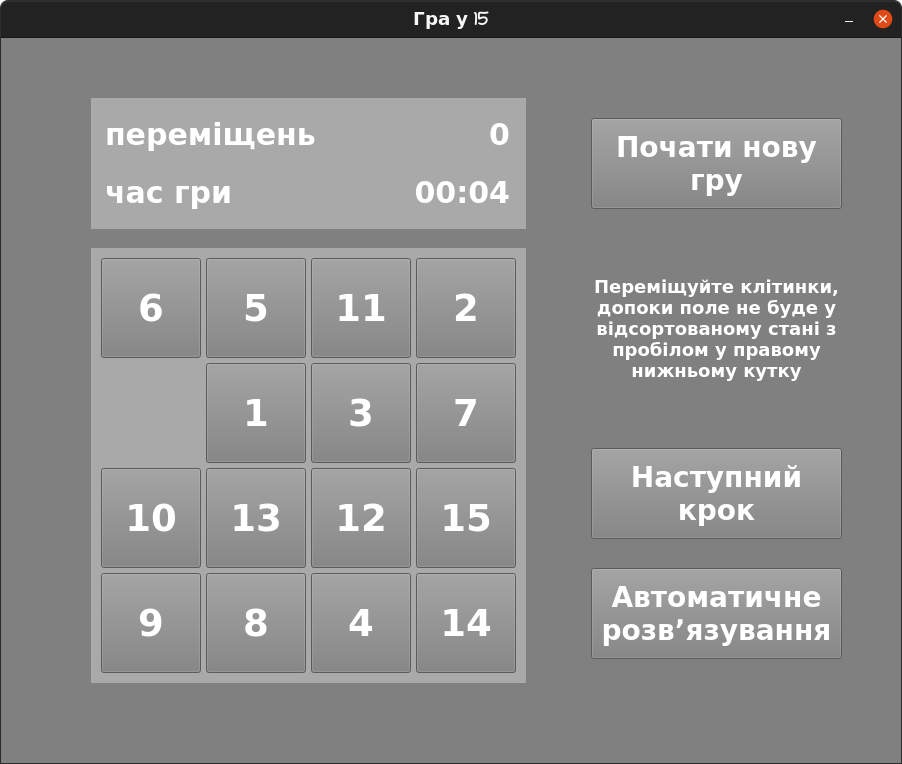 Гра у 15
переміщень 0
час гри 00:04
Почати нову
гру
6 5 11 2
1 3 7
10 13 12 15
9 8 4 14
Переміщуйте клітинки,
допоки поле не буде у
відсортованому стані з
пробілом у правому
нижньому кутку
Наступний
крок
Автоматичне
розв’язування